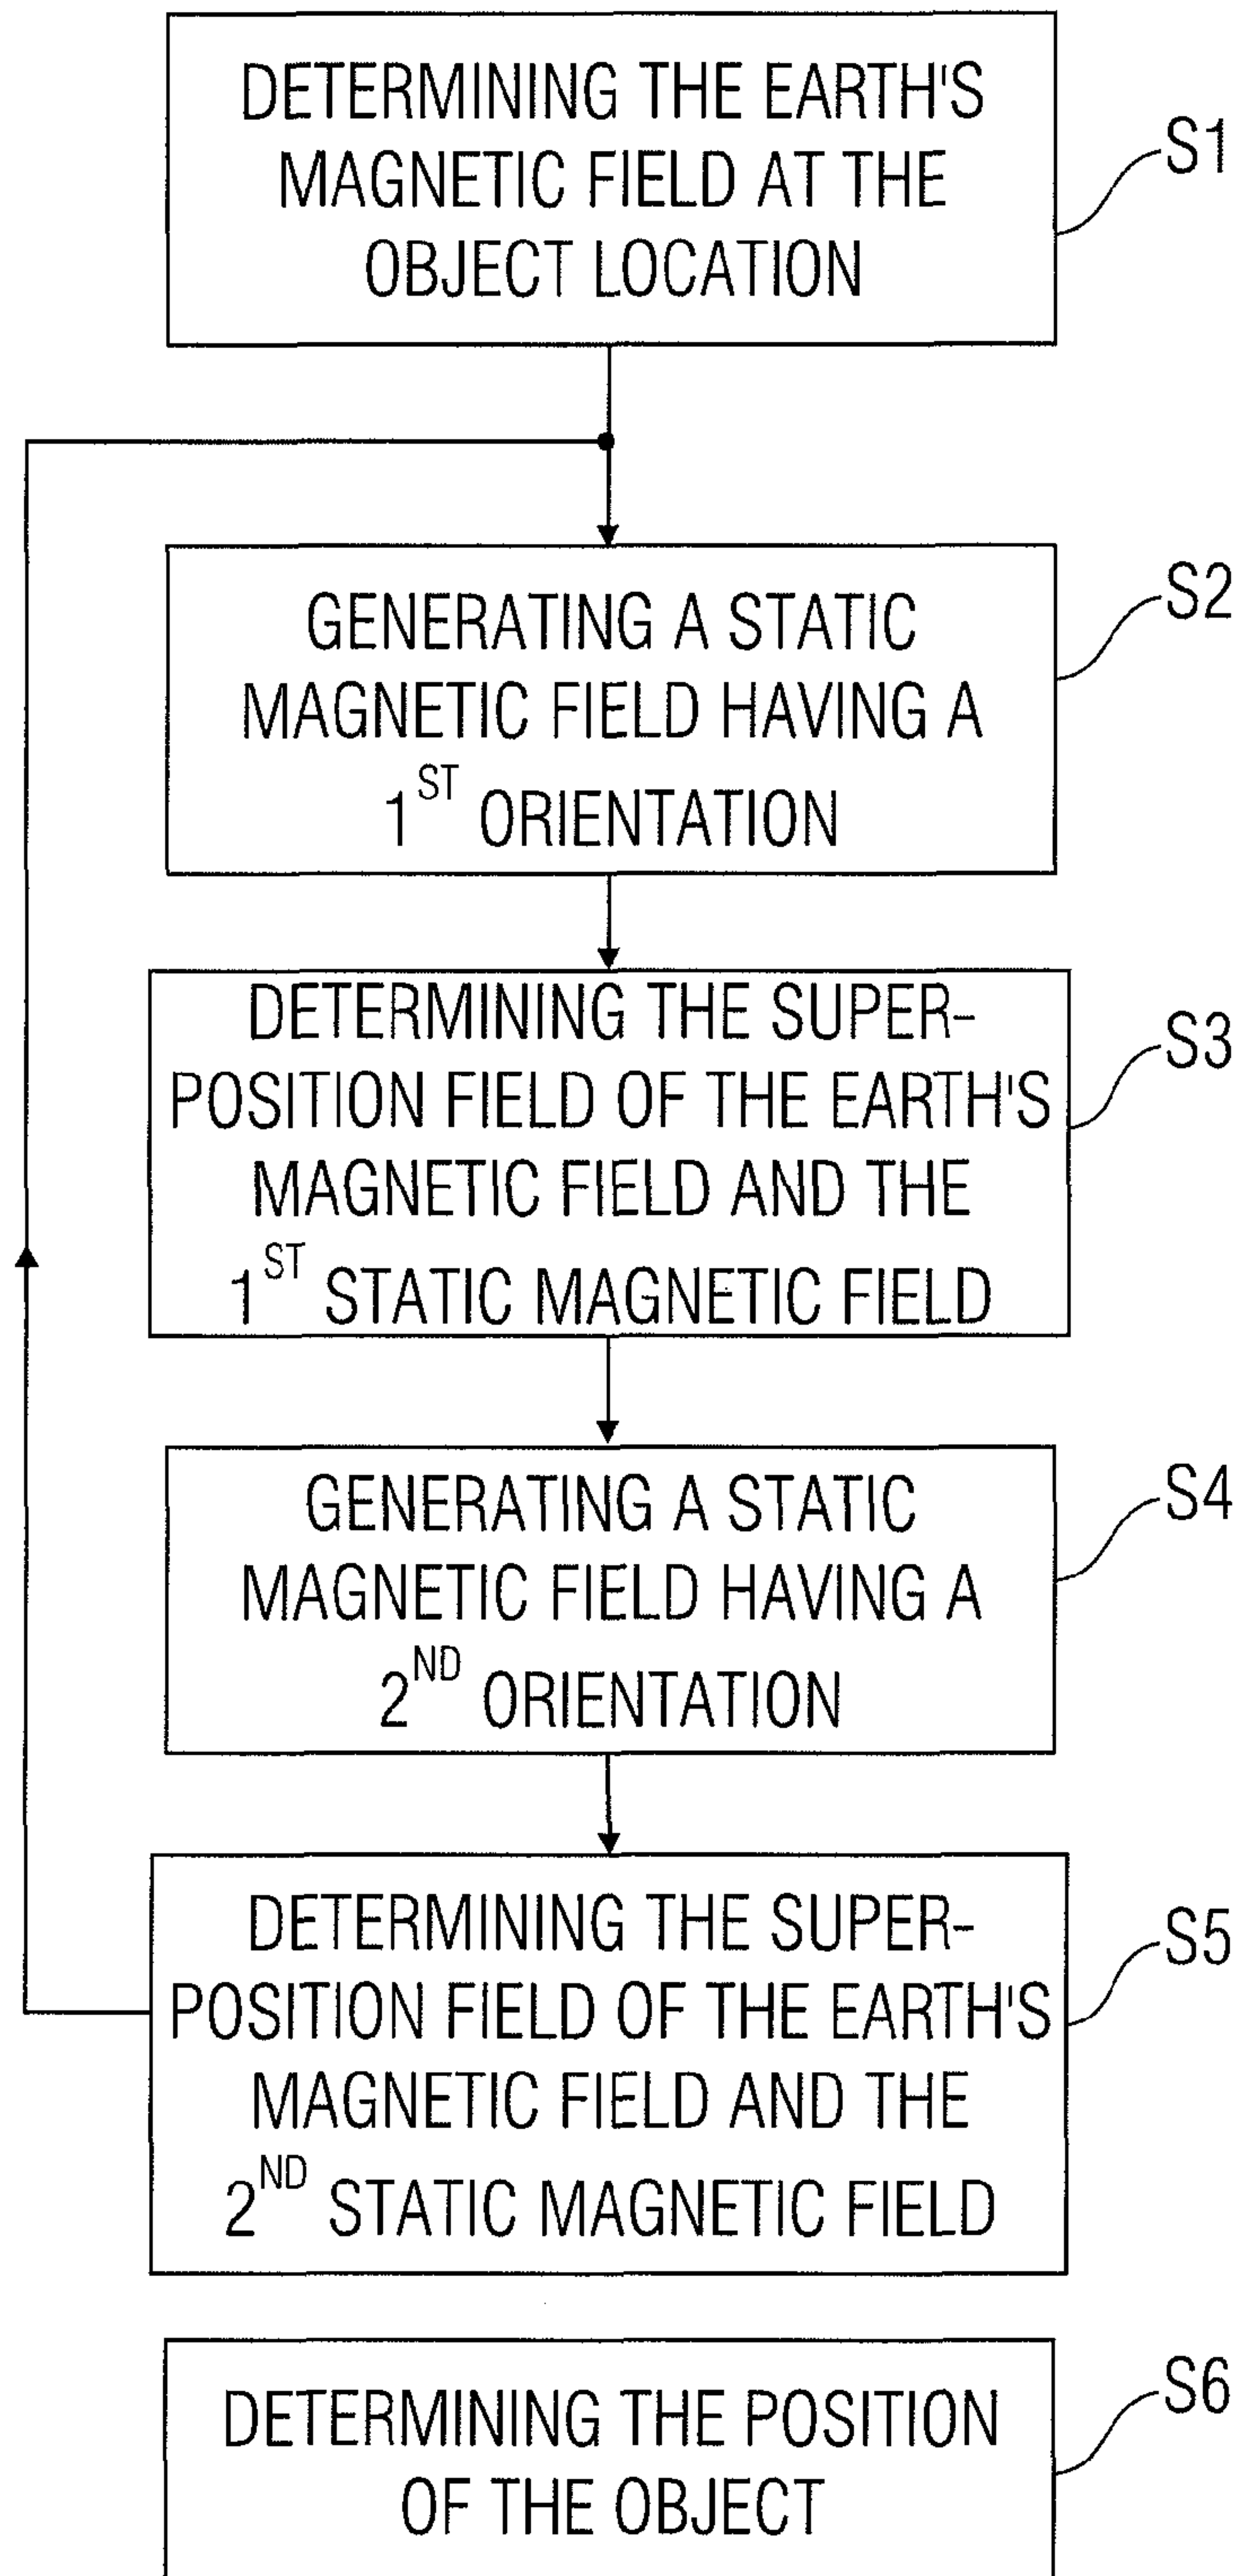 DETERMINING THE EARTH'S
MAGNETIC FIELD AT THE
OBJECT LOCATION
S1
GENERATING A STATIC
MAGNETIC FIELD HAVING A
1ST ORIENTATION
S2
DETERMINING THE SUPER-
POSITION FIELD OF THE EARTH'S
MAGNETIC FIELD AND THE
1ST STATIC MAGNETIC FIELD
S3
GENERATING A STATIC
MAGNETIC FIELD HAVING A
2ND ORIENTATION
S4
DETERMINING THE SUPER-
POSITION FIELD OF THE EARTH'S
MAGNETIC FIELD AND THE
2ND STATIC MAGNETIC FIELD
S5
DETERMINING THE POSITION
OF THE OBJECT
S6